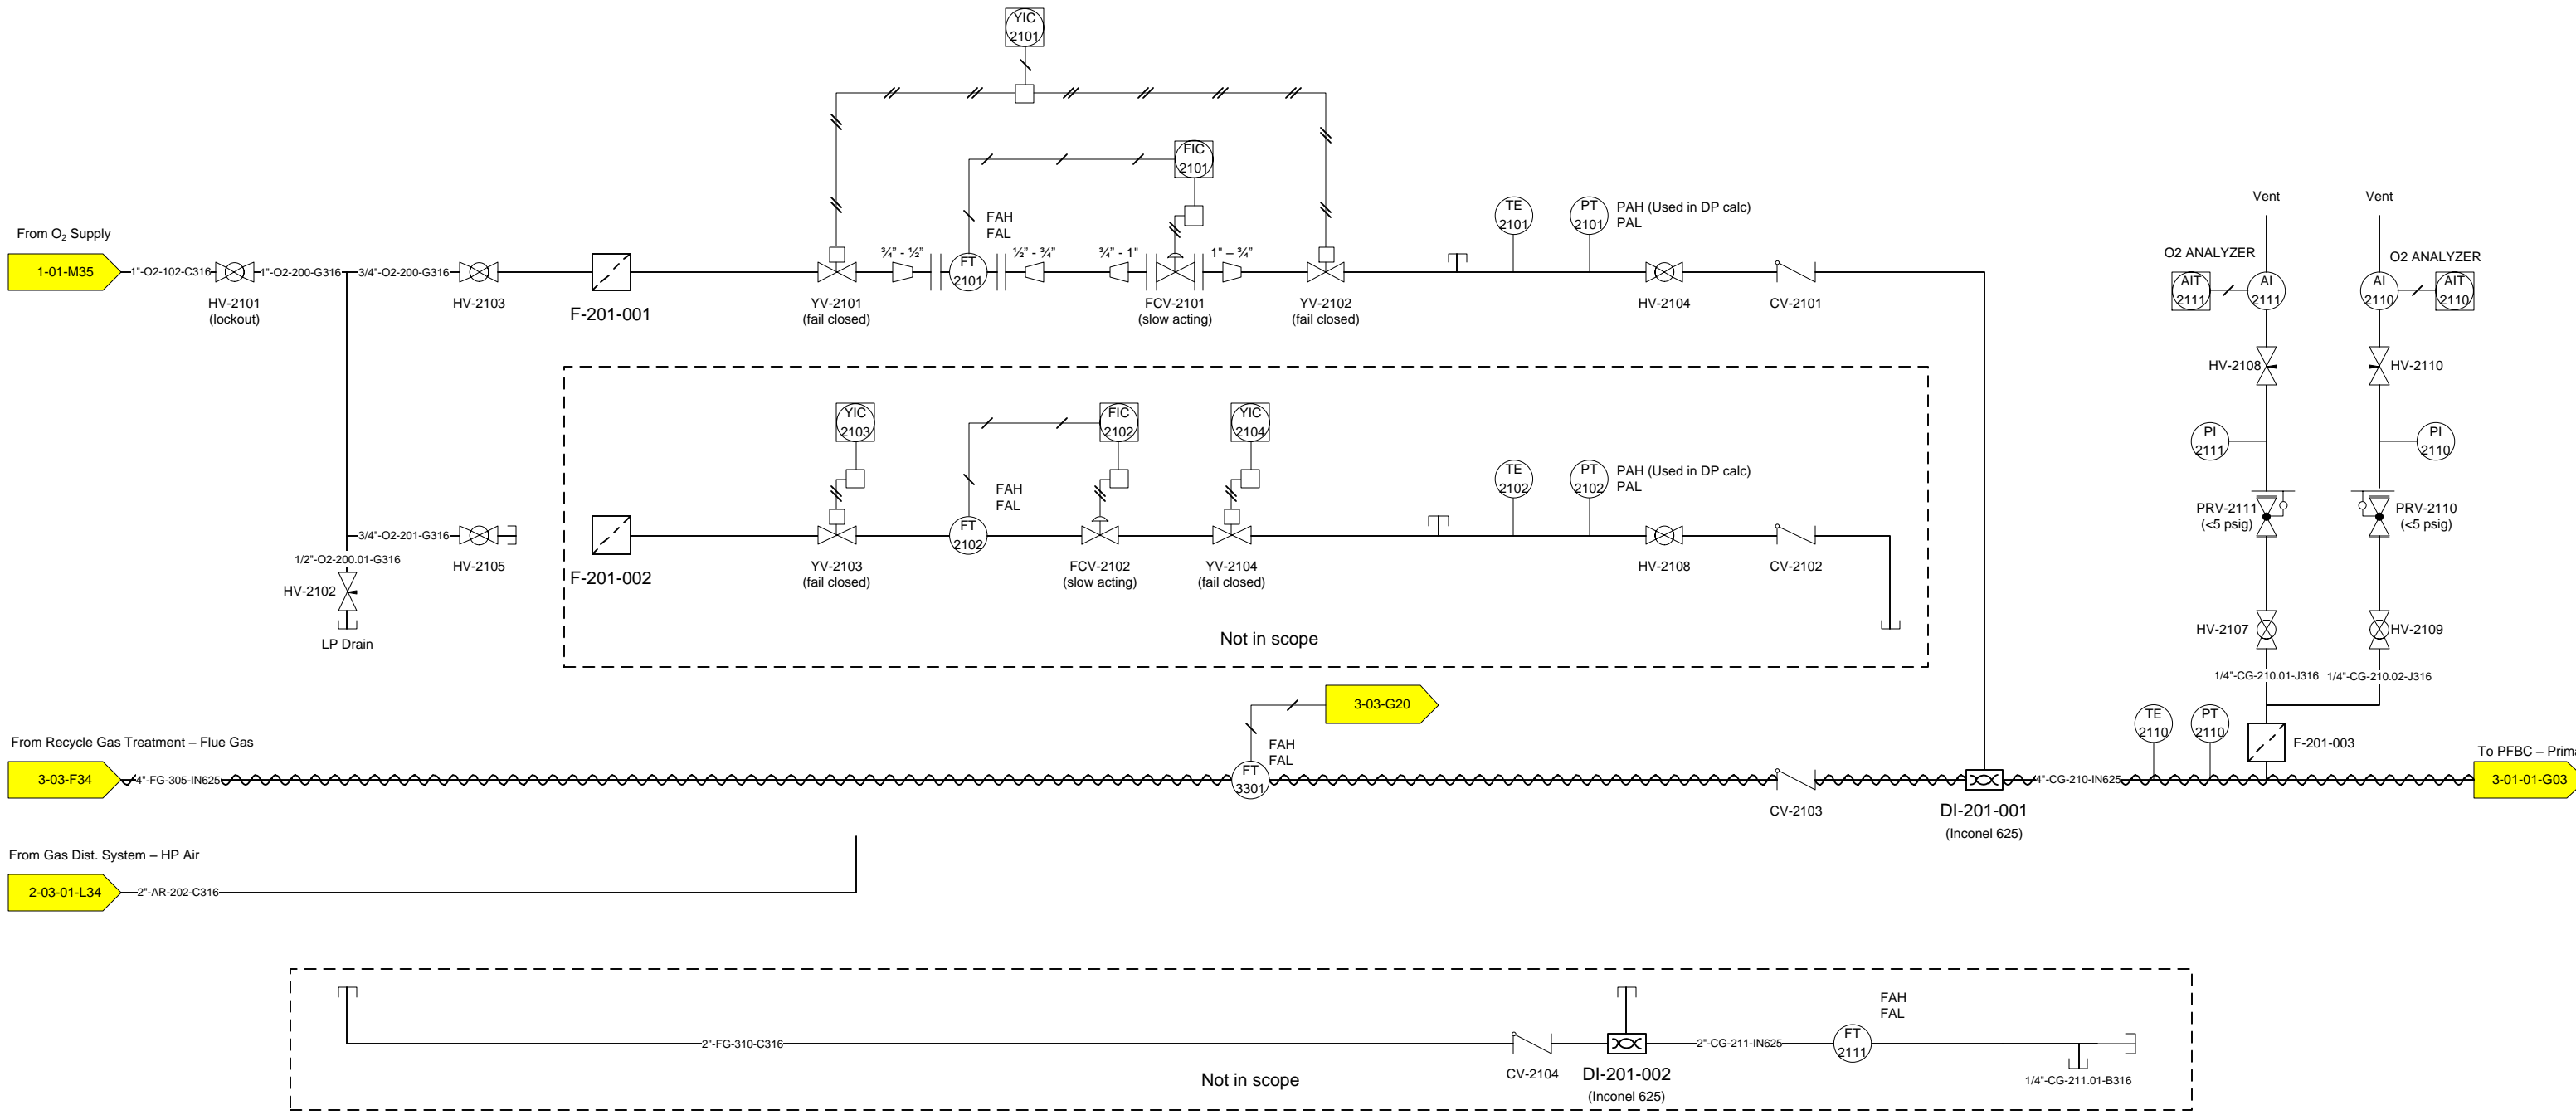 YIC
2101
FIC
2101
From O2 Supply
1-01-M35
1"-O2-102-C316
HV-2101
(lockout)
1"-O2-200-G316
3/4"-O2-200-G316
HV-2103
F-201-001
YV-2101
(fail closed)
¾" - ½"
FAH
FAL
FT
2101
½" - ¾"
¾" - 1"
FCV-2101
(slow acting)
1" – ¾"
YV-2102
(fail closed)
TE
2101
PT
2101
PAH (Used in DP calc)
PAL
HV-2104
CV-2101
Vent
Vent
O2 ANALYZER
O2 ANALYZER
AIT
2111
AI
2111
AI
2110
AIT
2110
HV-2108
HV-2110
PI
2111
PI
2110
PRV-2111
(<5 psig)
PRV-2110
(<5 psig)
HV-2107
HV-2109
1/4"-CG-210.01-J316
1/4"-CG-210.02-J316
YIC
2103
FIC
2102
YIC
2104
FAH
FAL
TE
2102
PT
2102
PAH (Used in DP calc)
PAL
3/4"-O2-201-G316
HV-2105
1/2"-O2-200.01-G316
HV-2102
LP Drain
F-201-002
YV-2103
(fail closed)
FT
2102
FCV-2102
(slow acting)
YV-2104
(fail closed)
HV-2108
CV-2102
Not in scope
3-03-G20
From Recycle Gas Treatment – Flue Gas
3-03-F34
4"-FG-305-IN625
FAH
FAL
FT
3301
CV-2103
DI-201-001
(Inconel 625)
4"-CG-210-IN625
TE
2110
PT
2110
F-201-003
To PFBC – Prima
3-01-01-G03
From Gas Dist. System – HP Air
2-03-01-L34
2"-AR-202-C316
2"-FG-310-C316
CV-2104
DI-201-002
(Inconel 625)
2"-CG-211-IN625
FAH
FAL
FT
2111
1/4"-CG-211.01-B316
Not in scope